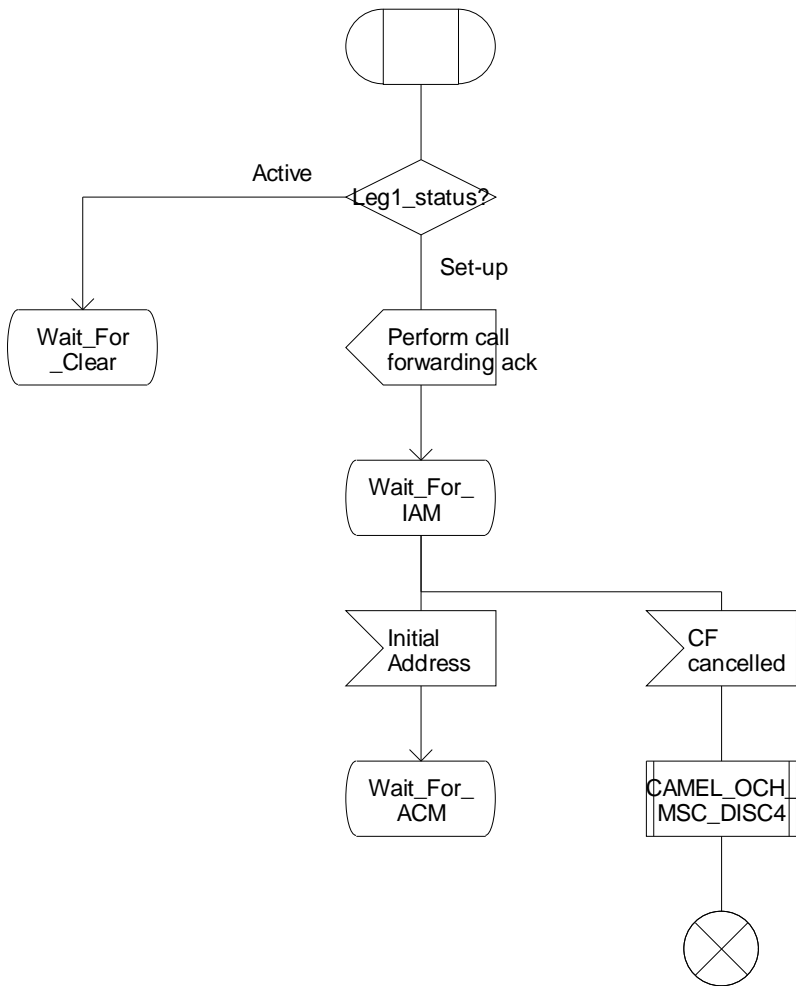 Active
Leg1_status?
Set-up
Wait_For
_Clear
Perform call
forwarding ack
Wait_For_
IAM
Initial
Address
CF
cancelled
Wait_For_
ACM
CAMEL_OCH_
MSC_DISC4